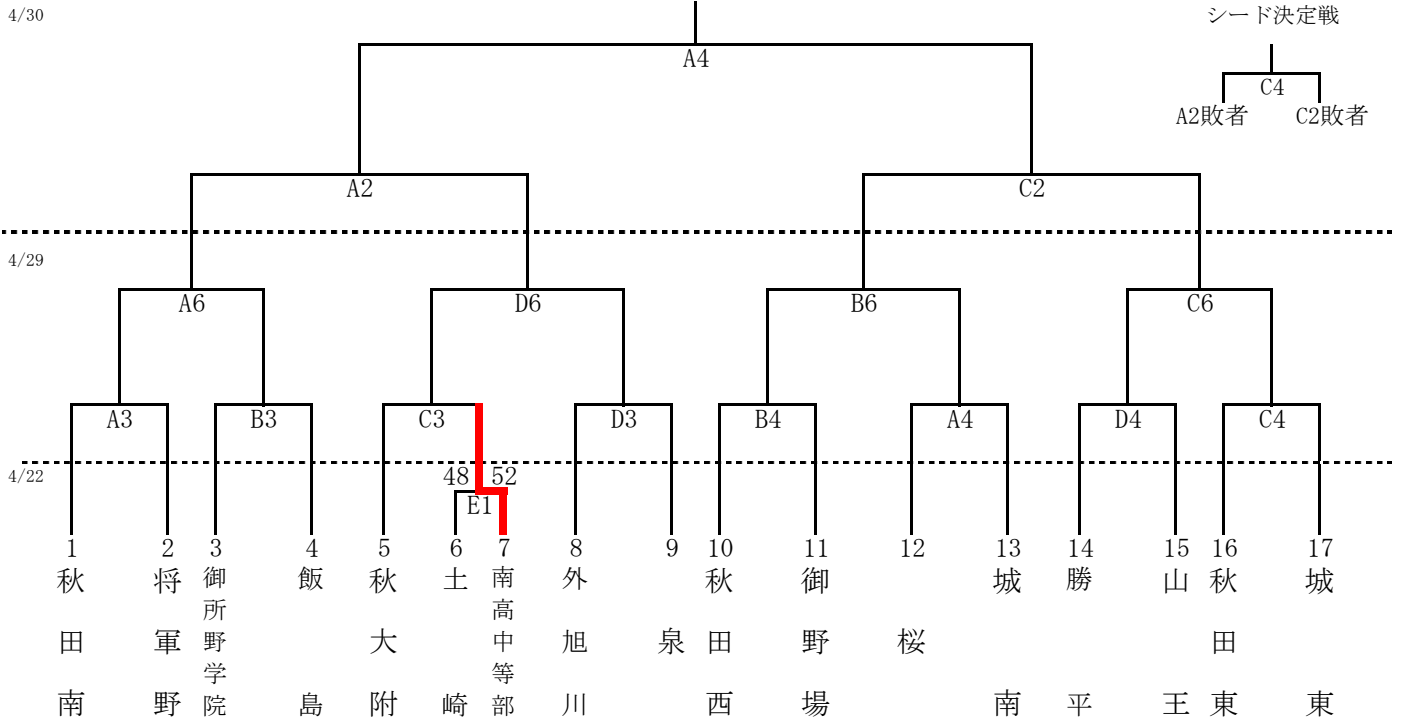 4/30
シード決定戦
A4
C4
A2敗者
C2敗者
A2
C2
4/29
A6
D6
B6
C6
A3
B3
C3
D3
B4
A4
D4
C4
4/22
48
52
E1
1
2
3
4
5
6
7
8
9
10
11
12
13
14
15
16
17
秋田南
将軍野
御所野学院
飯島
秋大附
土崎
南高中等部
外旭川
泉
秋田西
御野場
桜
城南
勝平
山王
秋田東
城東